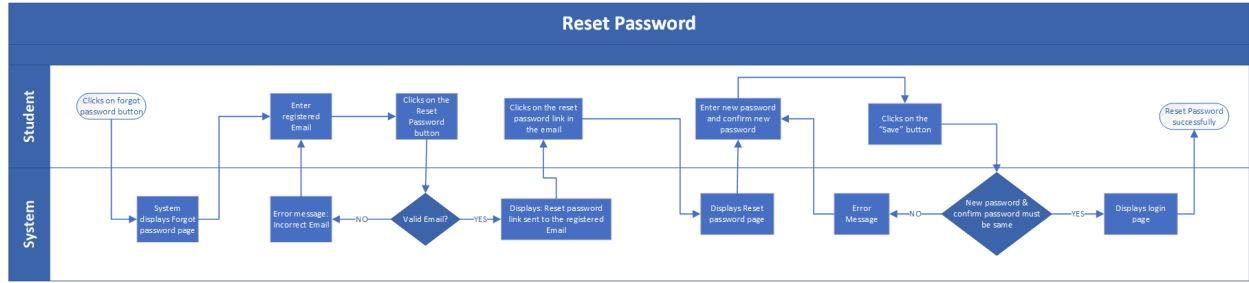 Reset Password
Student
Clicks on forgot
password button
Enter
registered
Email
Clicks on the
Reset
Password
button
Clicks on the reset
password link in
the email
Enter new password
and confirm new
password
Clicks on the
"Save" button
Reset Password
successfully
System
System
displays Forgot
password page
Error message:
Incorrect Email
NO
Valid Email?
YES
Displays: Reset password
link sent to the registered
Email
Displays Reset
password page
Error
Message
NO
New password &
confirm password must
be same
YES
Displays login
page